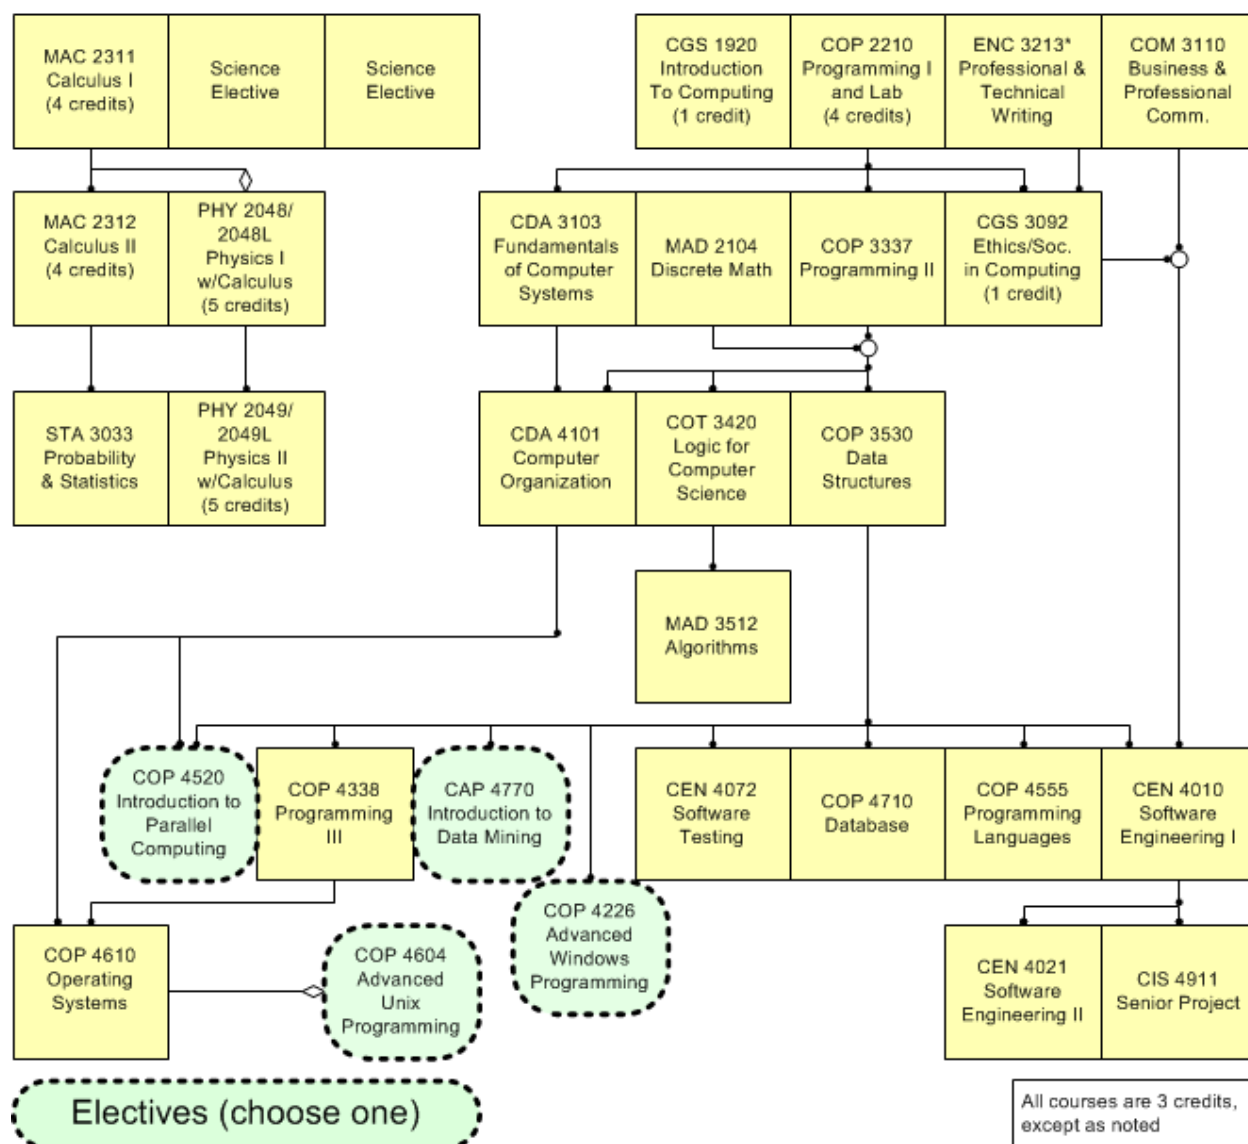 MAC 2311
Calculus I
(4 credits)
Science
Elective
Science
Elective
CGS 1920
Introduction
To Computing
(1 credit)
COP 2210
Programming I
and Lab
(4 credits)
ENC 3213*
Professional &
Technical
Writing
COM 3110
Business &
Professional
Comm.
MAC 2312
Calculus II
(4 credits)
PHY 2048/
2048L
Physics I
w/Calculus
(5 credits)
CDA 3103
Fundamentals
of Computer
Systems
MAD 2104
Discrete Math
COP 3337
Programming II
CGS 3092
Ethics/Soc.
in Computing
(1 credit)
STA 3033
Probability
& Statistics
PHY 2049/
2049L
Physics II
w/Calculus
(5 credits)
CDA 4101
Computer
Organization
COT 3420
Logic for
Computer
Science
COP 3530
Data
Structures
MAD 3512
Algorithms
COP 4520
Introduction to
Parallel
Computing
COP 4338
Programming
III
CAP 4770
Introduction to
Data Mining
CEN 4072
Software
Testing
COP 4710
Database
COP 4555
Programming
Languages
CEN 4010
Software
Engineering I
COP 4610
Operating
Systems
COP 4604
Advanced
Unix
Programming
COP 4226
Advanced
Windows
Programming
CEN 4021
Software
Engineering II
CIS 4911
Senior Project
Electives (choose one)
All courses are 3 credits,
except as noted